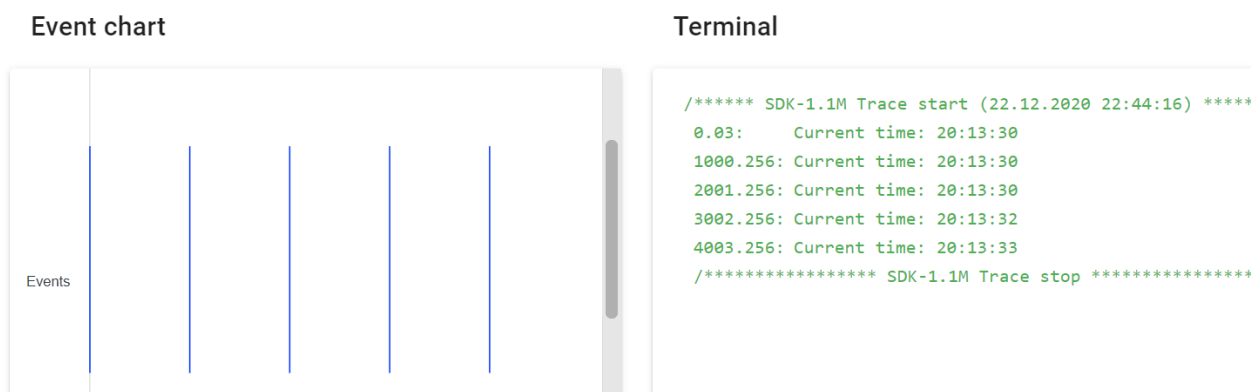 Event chart
Terminal
Events
/****** SDK-1.1M Trace start (22.12.2020 22:44:16) *****
0.03:     Current time: 20:13:30
1000.256: Current time: 20:13:30
2001.256: Current time: 20:13:30
3002.256: Current time: 20:13:32
4003.256: Current time: 20:13:33
/***************** SDK-1.1M Trace stop ****************